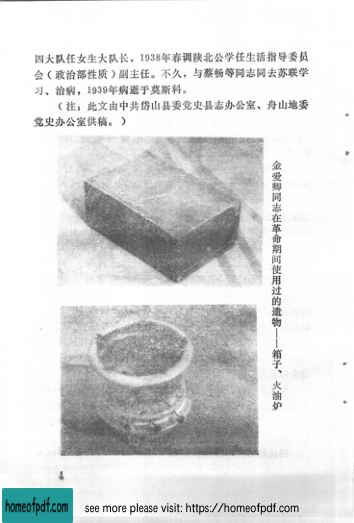 四大队任女生大队长，1938年春调陕北公学任生活指导委员
会（政治部性质）副主任。不久，与蔡畅等同志同去苏联学
习、治病，1939年病逝于莫斯科。
（注：此文由中共岱山县委党史县志办公室、舟山地委
党史办公室供稿。）
金爱卿同志在革命期间使用过的遗物——箱子、火油炉
4
homeofpdf.com
see more please visit: https://homeofpdf.com